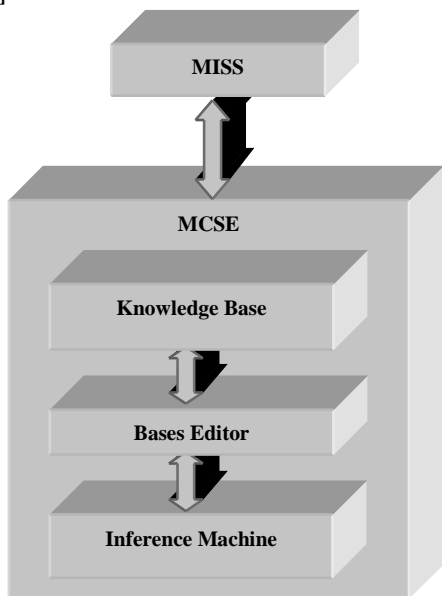 MISS
MCSE
Knowledge Base
Bases Editor
Inference Machine